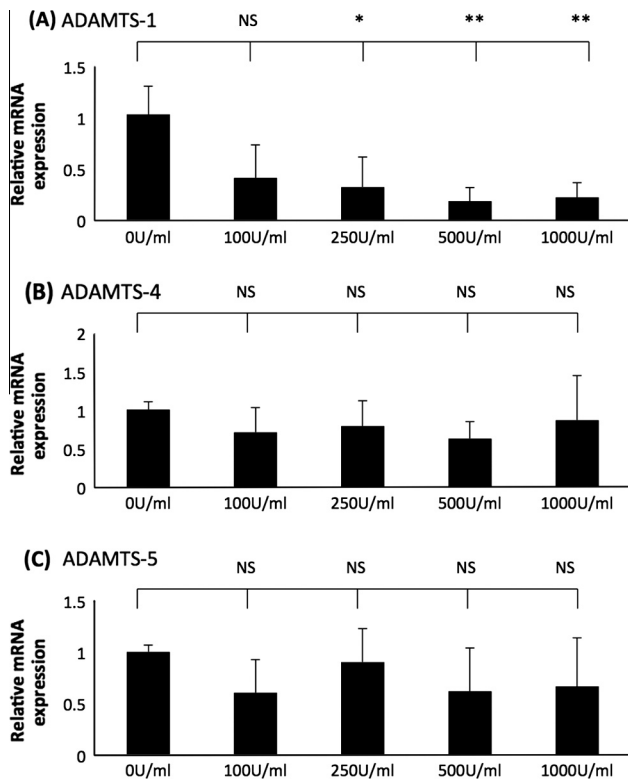 (A) ADAMTS-1 NS * ** **
Relative mRNA
expression
1.5
1
0.5
0
0U/ml 100U/ml 250U/ml 500U/ml 1000U/ml
(B) ADAMTS-4 NS NS NS NS
Relative mRNA
expression
2
1.5
1
0.5
0
0U/ml 100U/ml 250U/ml 500U/ml 1000U/ml
(C) ADAMTS-5
NS NS NS NS
Relative mRNA
expression
1.5
1
0.5
0
0U/ml 100U/ml 250U/ml 500U/ml 1000U/ml